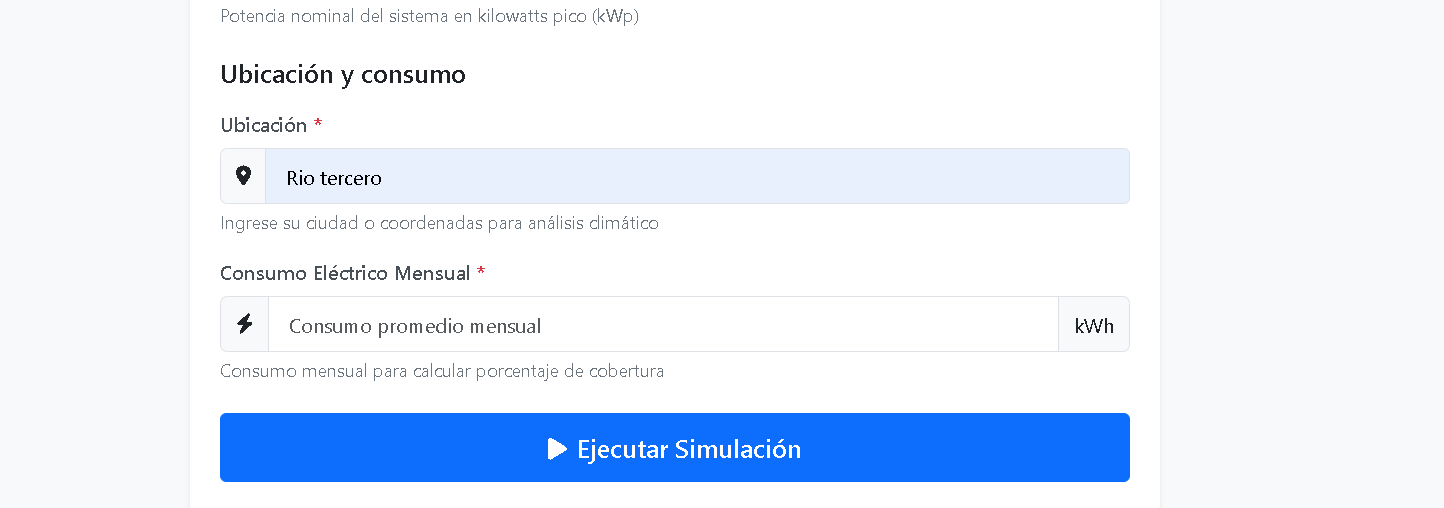 Potencia nominal del sistema en kilowatts pico (kWp)
Ubicación y consumo
Ubicación *
Rio tercero
Ingrese su ciudad o coordenadas para análisis climático
Consumo Eléctrico Mensual *
Consumo promedio mensual kWh
Consumo mensual para calcular porcentaje de cobertura
Ejecutar Simulación